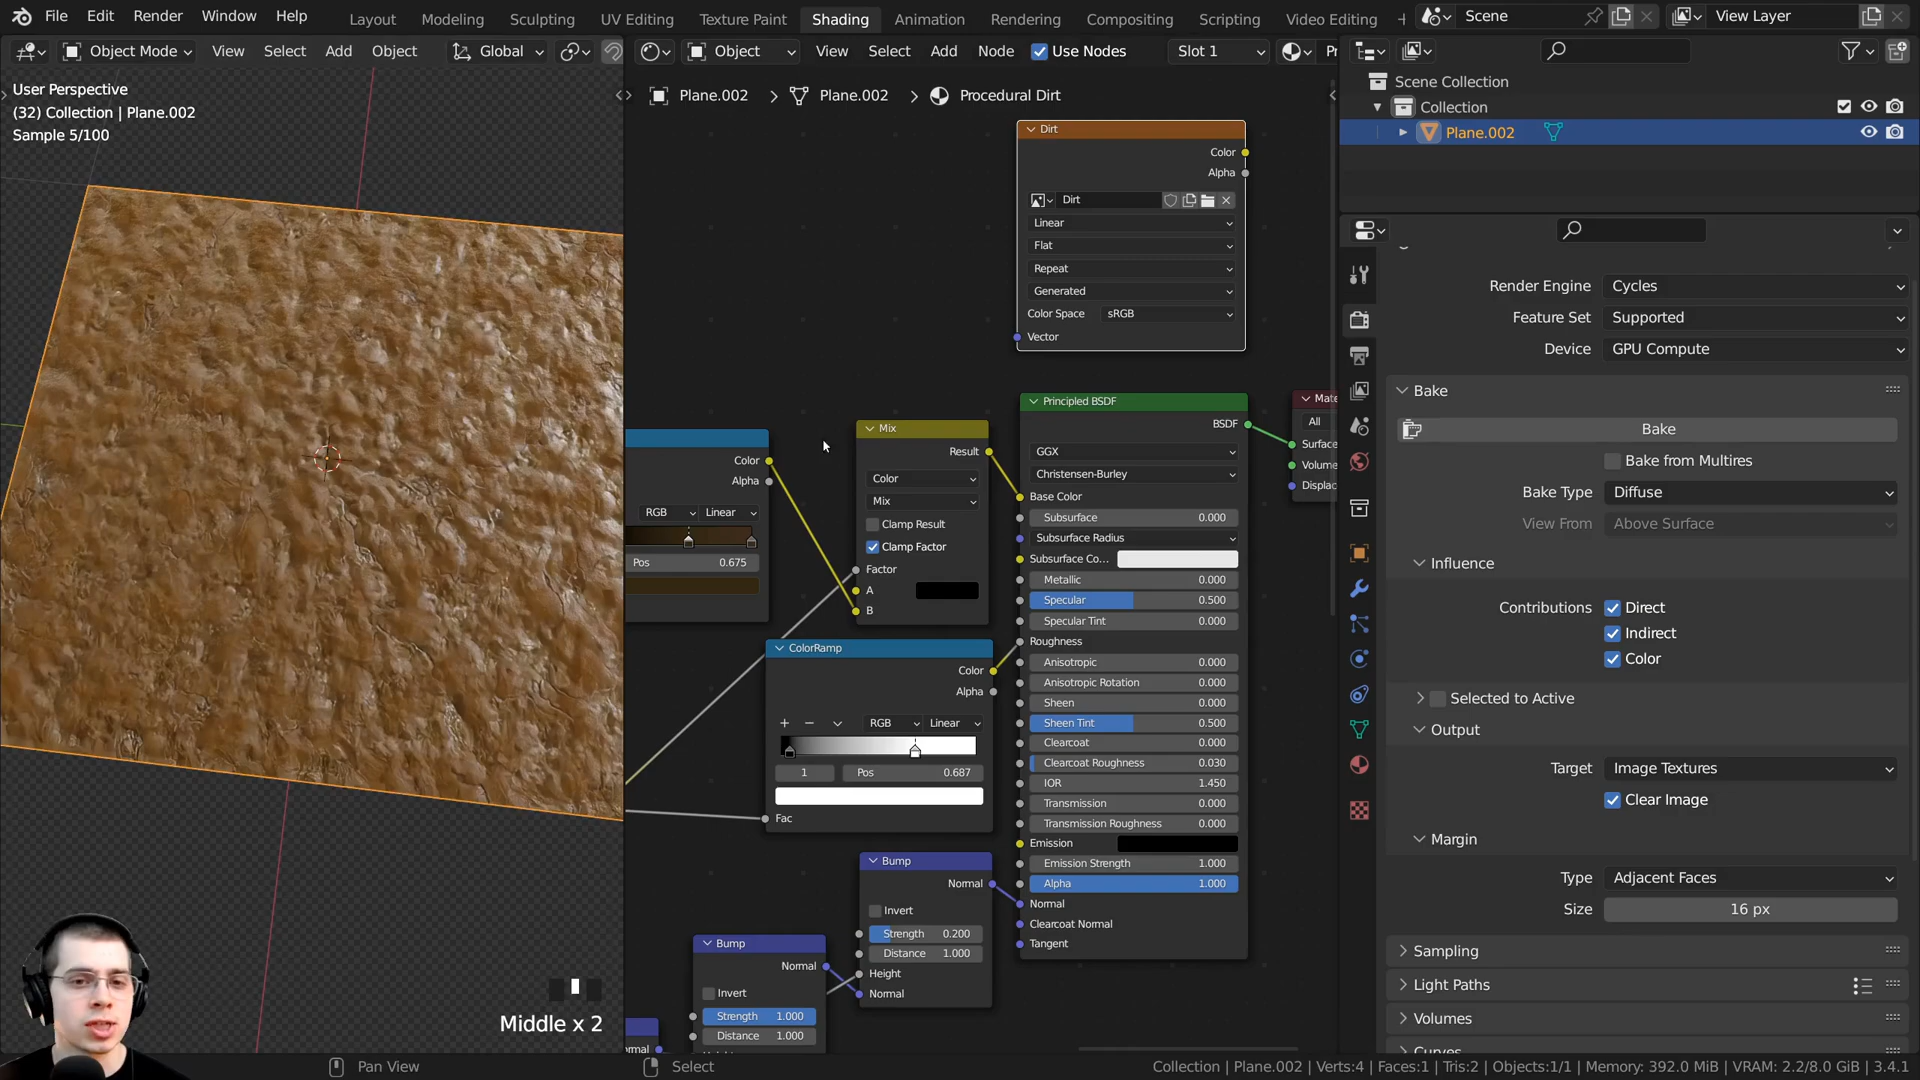 File Edit Render Window Help Layout Modeling Sculpting UV Editing Texture Paint Shading Animation Rendering Compositing Scripting Video Editing + Scene View Layer
Object Mode View Select Add Object Global Object View Select Add Node Use Nodes Slot 1 Pr
User Perspective
(32) Collection | Plane.002
Sample 5/100
Plane.002 > Plane.002 > Procedural Dirt
Dirt
Color
Alpha
Dirt
Linear
Flat
Repeat
Generated
Color Space sRGB
Vector
Color
Alpha
RGB Linear
Pos 0.675
Mix
Result
Color
Mix
Clamp Result
Clamp Factor
Factor
A
B
ColorRamp
Color
Alpha
RGB Linear
1 Pos 0.687
Fac
Bump
Normal
Invert
Strength 0.200
Distance 1.000
Height
Normal
Bump
Normal
Invert
Strength 1.000
Distance 1.000
ormal
Principled BSDF
BSDF
GGX
Christensen-Burley
Base Color
Subsurface 0.000
Subsurface Radius
Subsurface Co...
Metallic 0.000
Specular 0.500
Specular Tint 0.000
Roughness
Anisotropic 0.000
Anisotropic Rotation 0.000
Sheen 0.000
Sheen Tint 0.500
Clearcoat 0.000
Clearcoat Roughness 0.030
IOR 1.450
Transmission 0.000
Transmission Roughness 0.000
Emission
Emission Strength 1.000
Alpha 1.000
Normal
Clearcoat Normal
Tangent
Mate
All
Surface
Volume
Displac
Scene Collection
Collection
Plane.002
Render Engine Cycles
Feature Set Supported
Device GPU Compute
Bake
Bake
Bake from Multires
Bake Type Diffuse
View From Above Surface
Influence
Contributions Direct
Indirect
Color
Selected to Active
Output
Target Image Textures
Clear Image
Margin
Type Adjacent Faces
Size 16 px
Sampling
Light Paths
Volumes
Middle x 2
Pan View Select Collection | Plane.002 | Verts:4 | Faces:1 | Tris:2 | Objects:1/1 | Memory: 392.0 MiB | VRAM: 2.2/8.0 GiB | 3.4.1